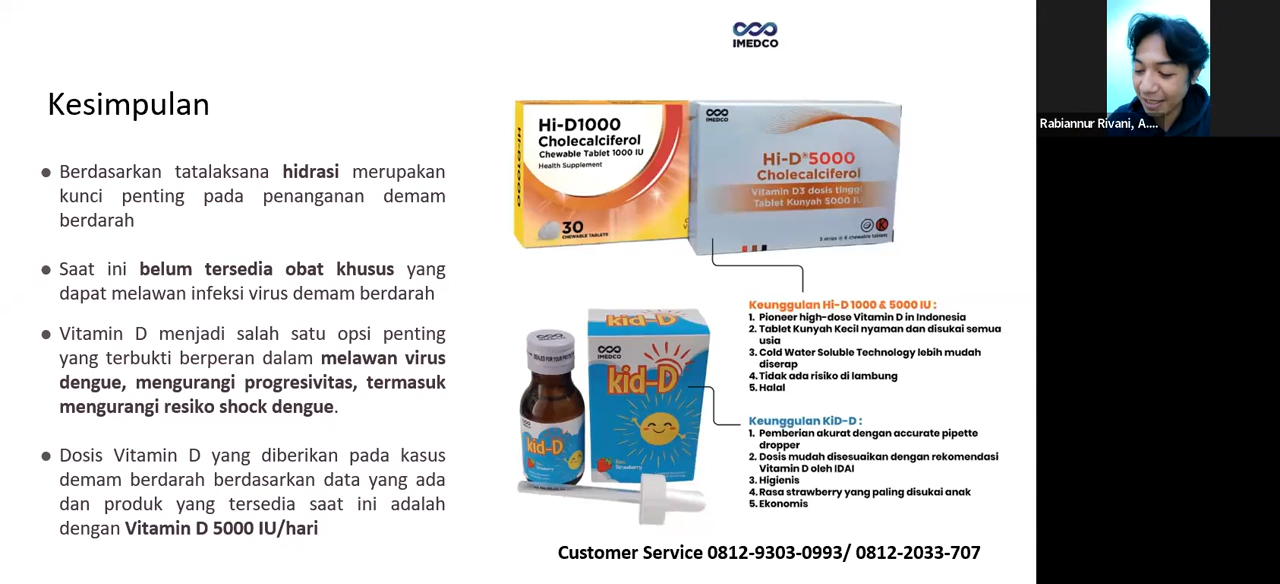 IMEDCO
Kesimpulan
● Berdasarkan tatalaksana hidrasi merupakan
kunci penting pada penanganan demam
berdarah
● Saat ini belum tersedia obat khusus yang
dapat melawan infeksi virus demam berdarah
● Vitamin D menjadi salah satu opsi penting
yang terbukti berperan dalam melawan virus
dengue, mengurangi progresivitas, termasuk
mengurangi resiko shock dengue.
● Dosis Vitamin D yang diberikan pada kasus
demam berdarah berdasarkan data yang ada
dan produk yang tersedia saat ini adalah
dengan Vitamin D 5000 IU/hari
HI-D1000
Hi-D1000
Cholecalciferol
Chewable Tablet 1000 IU
Health Supplement
30
CHEWABLE TABLETS
IMEDCO
Hi-D®5000
Cholecalciferol
Vitamin D3 dosis tinggi
Tablet Kunyah 5000 IU
K
3 strips @ 6 chewable tablets
Keunggulan Hi-D 1000 & 5000 IU :
1. Pioneer high-dose Vitamin D in Indonesia
2. Tablet Kunyah Kecil nyaman dan disukai semua
usia
3. Cold Water Soluble Technology lebih mudah
diserap
4. Tidak ada risiko di lambung
5. Halal
kid-D
IMEDCO
kid-D
kid-D
Strawberry
Keunggulan KiD-D :
1. Pemberian akurat dengan accurate pipette
dropper
2. Dosis mudah disesuaikan dengan rekomendasi
Vitamin D oleh IDAI
3. Higienis
4. Rasa strawberry yang paling disukai anak
5. Ekonomis
Customer Service 0812-9303-0993/ 0812-2033-707
Rabiannur Rivani, A....